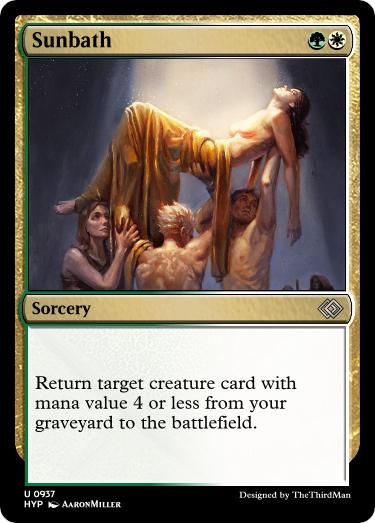 Sunbath
Sorcery
Return target creature card with
mana value 4 or less from your
graveyard to the battlefield.
U 0937
HYP AaronMiller
Designed by TheThirdMan